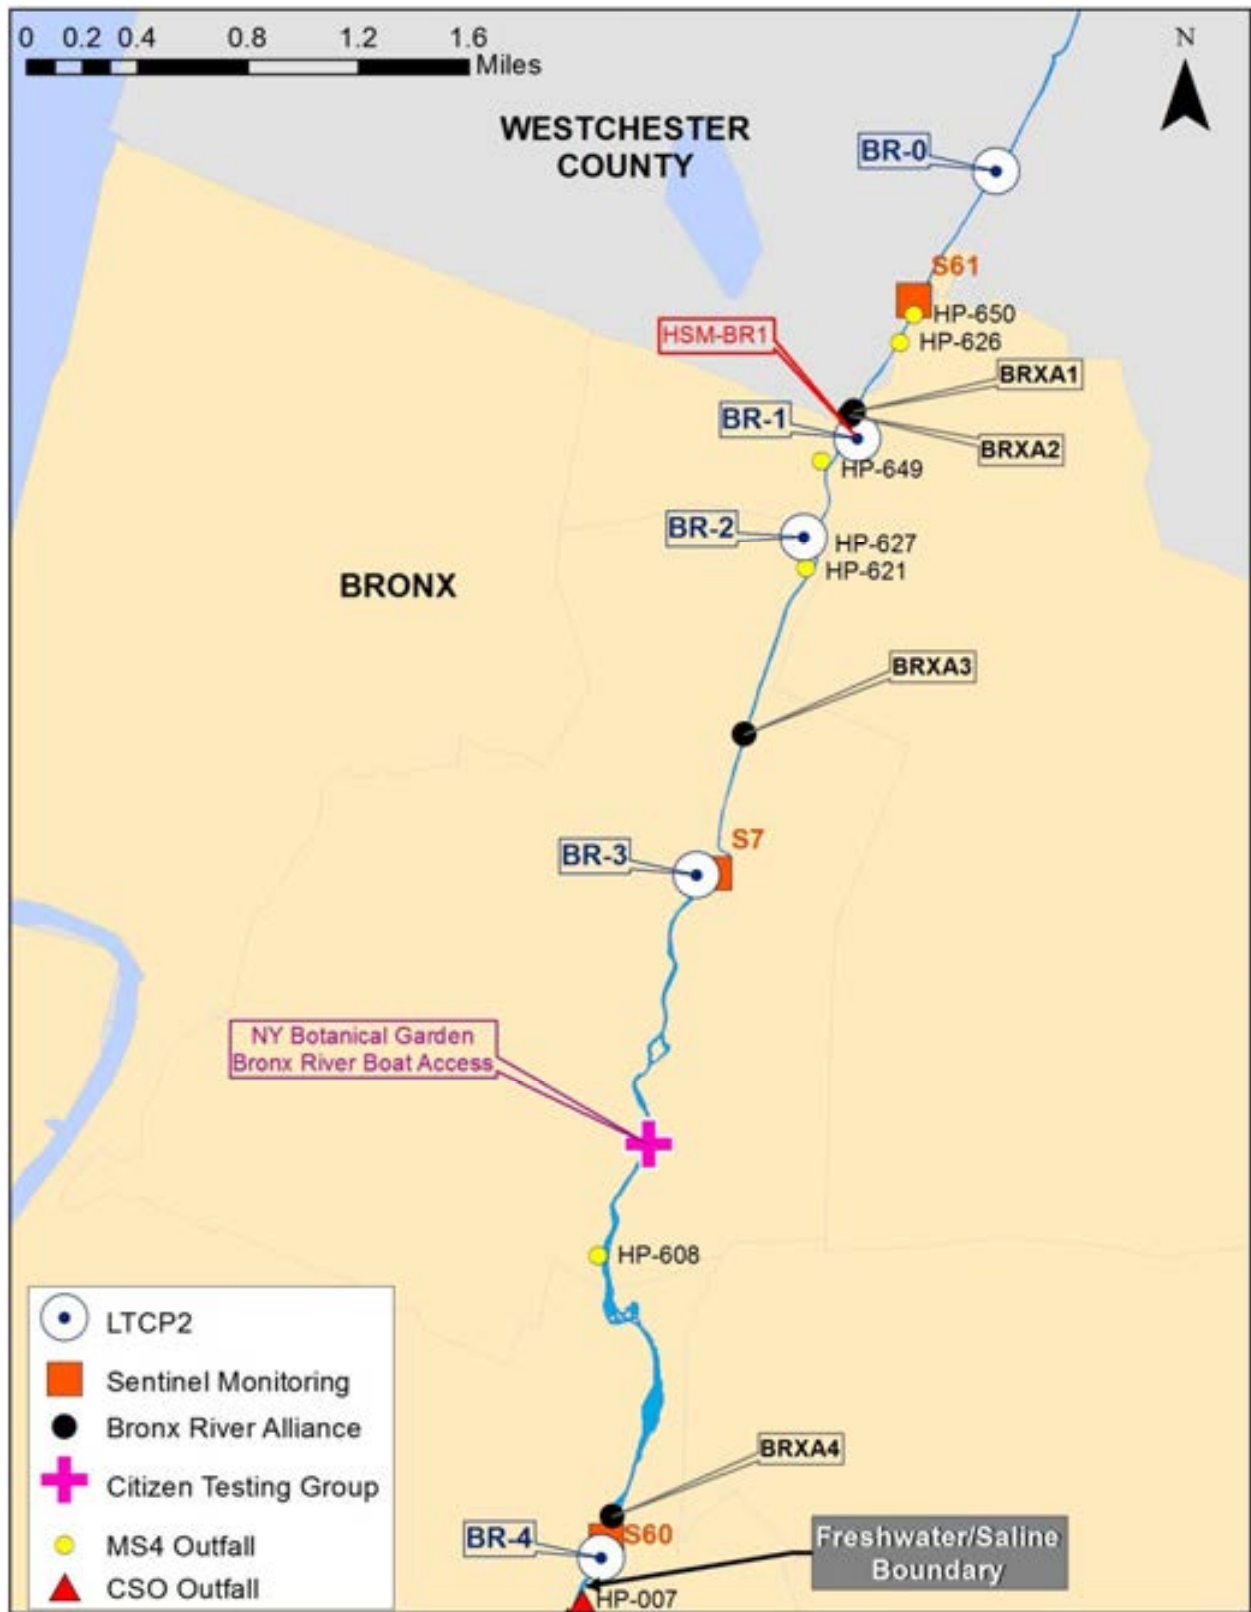 0 0.2 0.4 0.8 1.2 1.6
Miles
N
WESTCHESTER
COUNTY
BR-0
S61
HP-650
HSM-BR1
HP-626
BRXA1
BR-1
BRXA2
HP-649
BR-2
HP-627
HP-621
BRONX
BRXA3
S7
BR-3
NY Botanical Garden
Bronx River Boat Access
HP-608
LTCP2
Sentinel Monitoring
Bronx River Alliance
Citizen Testing Group
MS4 Outfall
CSO Outfall
BRXA4
BR-4
S60
Freshwater/Saline
Boundary
HP-007